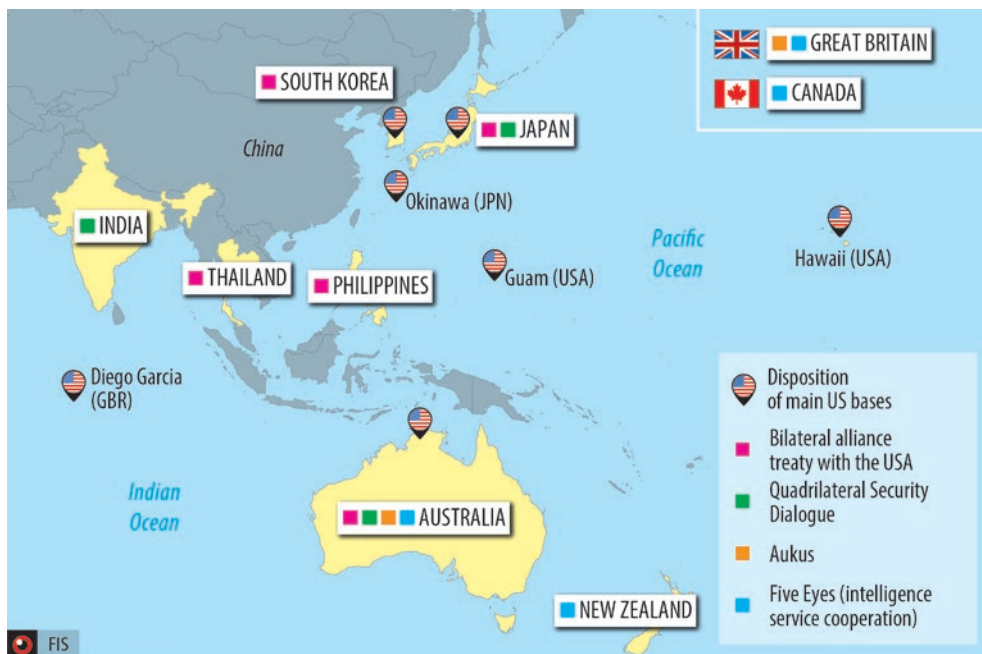 GREAT BRITAIN
CANADA
SOUTH KOREA
JAPAN
China
Okinawa (JPN)
INDIA
THAILAND
PHILIPPINES
Guam (USA)
Pacific
Ocean
Hawaii (USA)
Diego Garcia
(GBR)
Indian
Ocean
AUSTRALIA
NEW ZEALAND
Disposition
of main US bases
Bilateral alliance
treaty with the USA
Quadrilateral Security
Dialogue
Aukus
Five Eyes (intelligence
service cooperation)
FIS